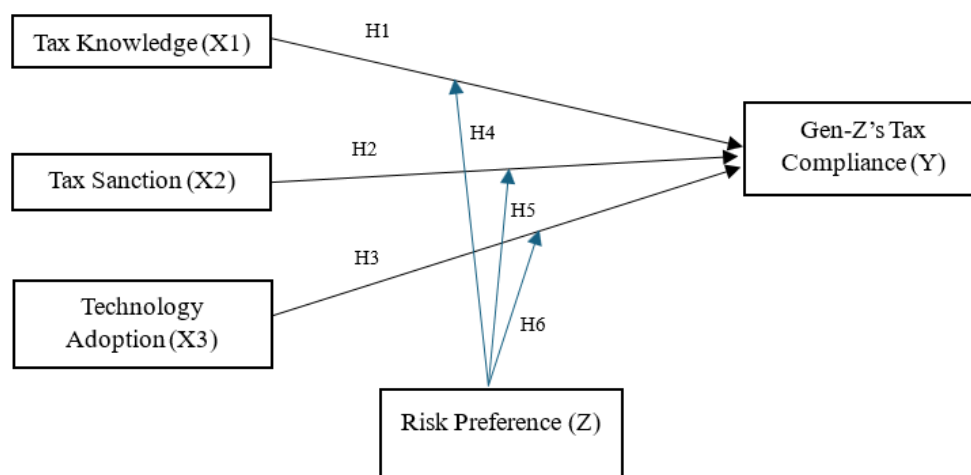 Tax Knowledge (X1)
H1
H4
Gen-Z’s Tax
Compliance (Y)
Tax Sanction (X2)
H2
H5
H3
Technology
Adoption (X3)
H6
Risk Preference (Z)